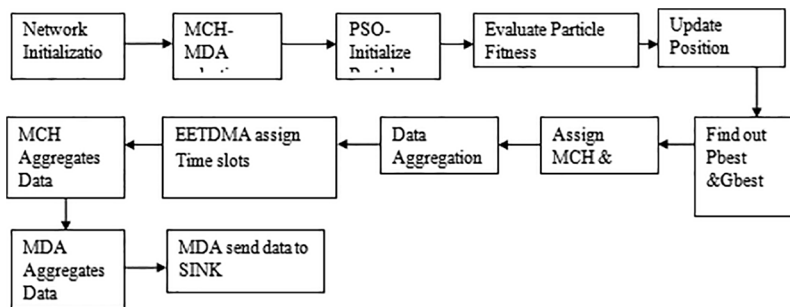 Network
Initializatio
MCH-
MDA
PSO-
Initialize
Evaluate Particle
Fitness
Update
Position
Find out
Pbest
&Gbest
Assign
MCH &
Data
Aggregation
EETDMA assign
Time slots
MCH
Aggregates
Data
MDA
Aggregates
Data
MDA send data to
SINK